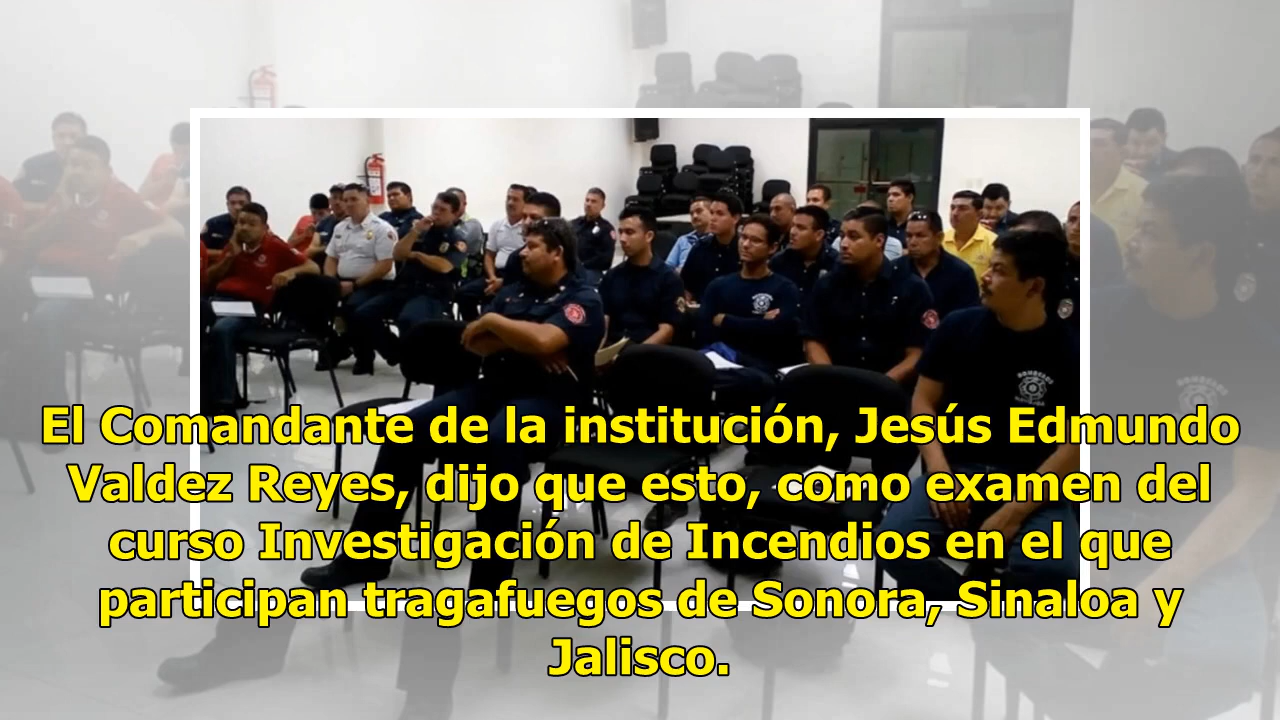 El Comandante de la institución, Jesús Edmundo
Valdez Reyes, dijo que esto, como examen del
curso Investigación de Incendios en el que
participan tragafuegos de Sonora, Sinaloa y
Jalisco.
BOMBEROS